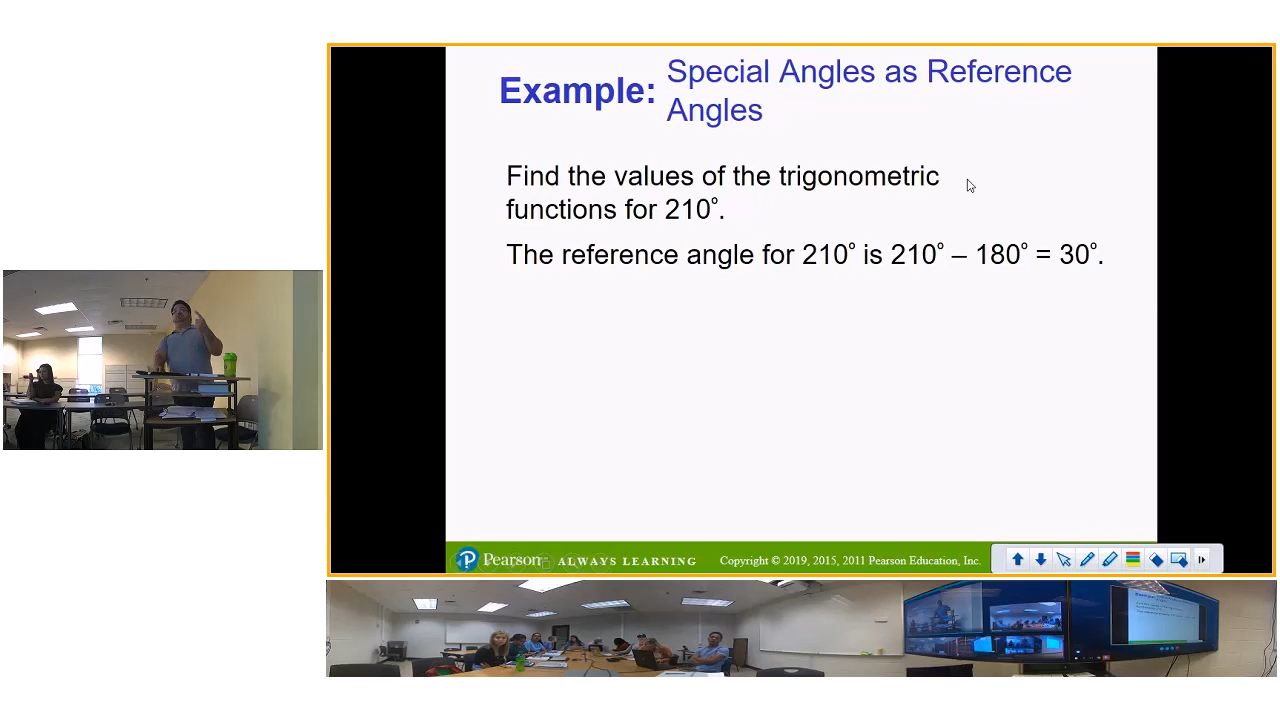 Example:
Special Angles as Reference
Angles
Find the values of the trigonometric
functions for 210°.
The reference angle for 210° is 210° – 180° = 30°.
Pearson
ALWAYS LEARNING
Copyright © 2019, 2015, 2011 Pearson Education, Inc.